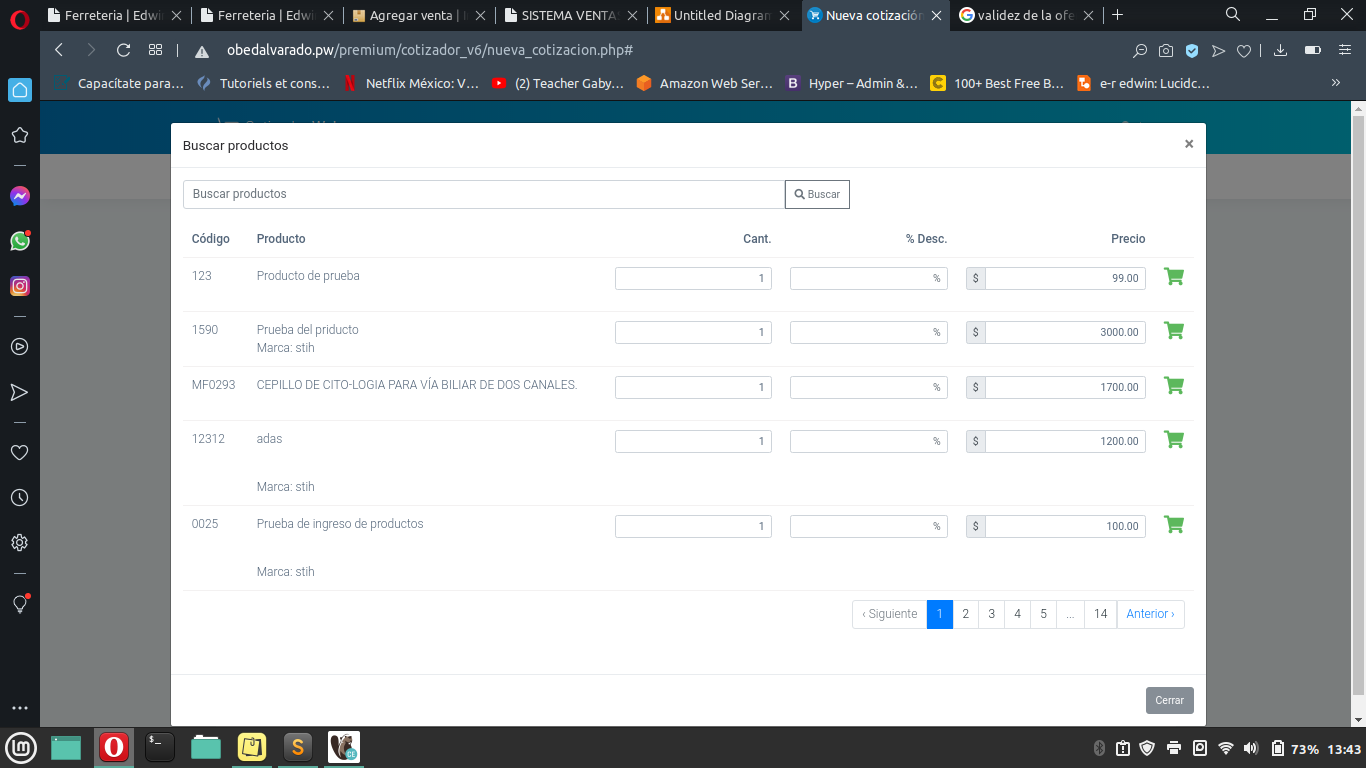 Ferreteria | Edwi
Ferreteria | Edwi
Agregar venta |
SISTEMA VENTA
Untitled Diagram
Nueva cotización
validez de la ofe
obedalvarado.pw/premium/cotizador_v6/nueva_cotizacion.php#
Capacítate para...
Tutoriels et cons...
Netflix México: V...
(2) Teacher Gaby...
Amazon Web Ser...
B
Hyper – Admin &...
C
100+ Best Free B...
e-r edwin: Lucidc...
»
Buscar productos
×
Buscar productos
Buscar
Código Producto Cant. % Desc. Precio
123 Producto de prueba 1 % $ 99.00
1590 Prueba del priducto 1 % $ 3000.00
Marca: stih
MF0293 CEPILLO DE CITO-LOGIA PARA VÍA BILIAR DE DOS CANALES. 1 % $ 1700.00
12312 adas 1 % $ 1200.00
Marca: stih
0025 Prueba de ingreso de productos 1 % $ 100.00
Marca: stih
‹ Siguiente 1 2 3 4 5 ... 14 Anterior ›
Cerrar
73% 13:43